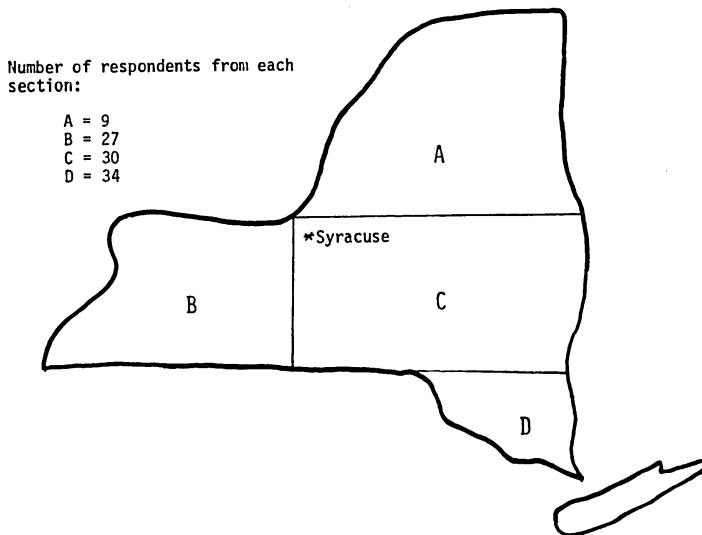 Number of respondents from each
section:
A = 9
B = 27
C = 30
D = 34
A
*Syracuse
B
C
D